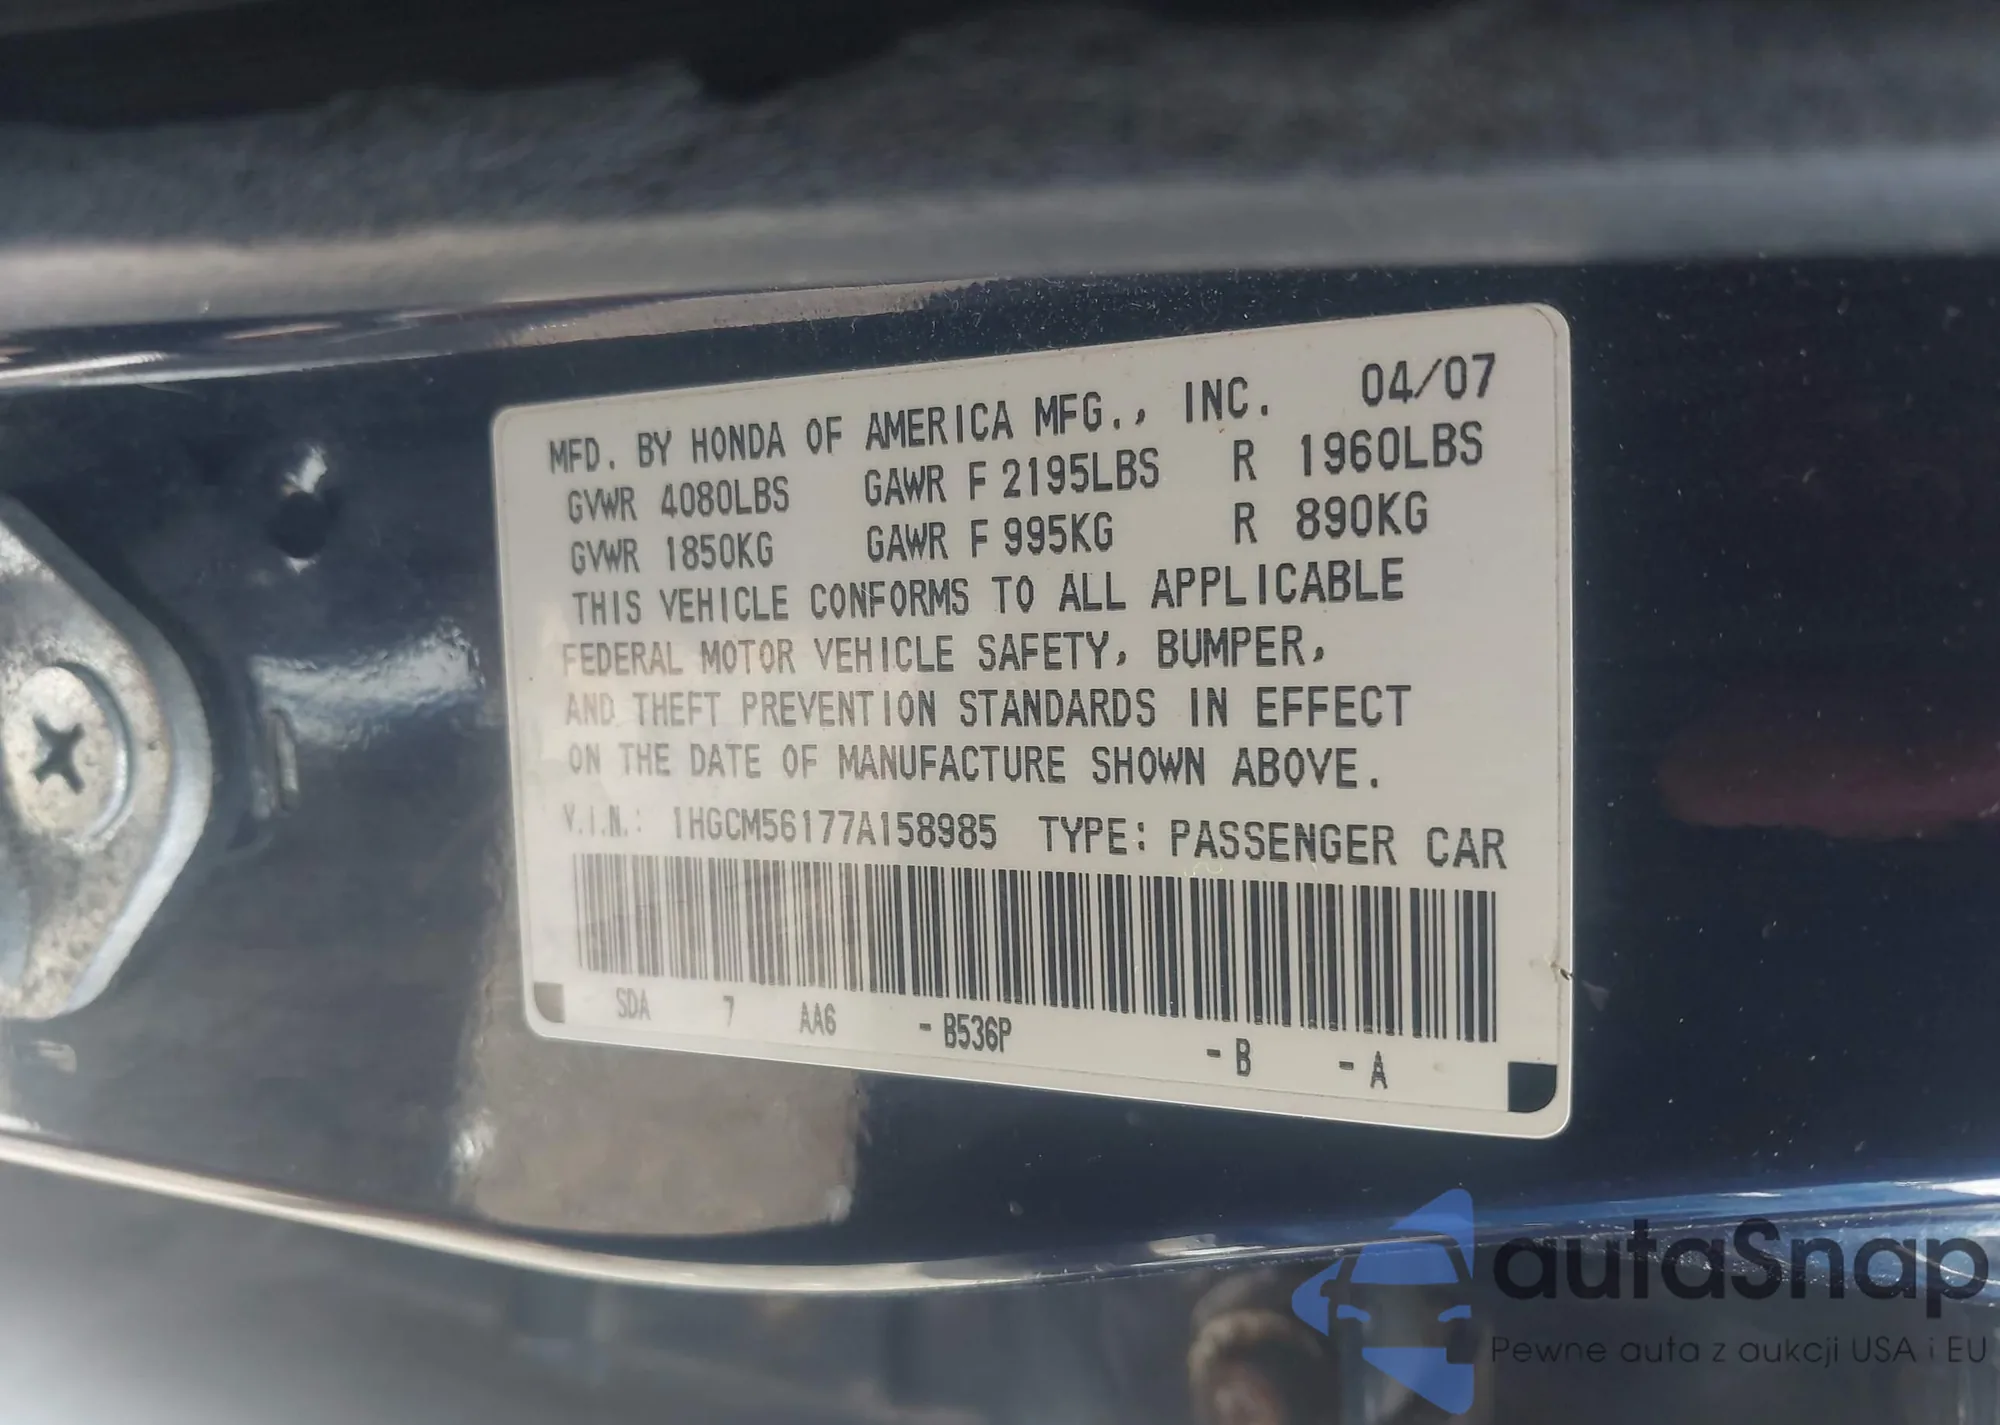 MFD. BY HONDA OF AMERICA MFG., INC. 04/07
GVWR 4080LBS GAWR F 2195LBS R 1960LBS
GVWR 1850KG GAWR F 995KG R 890KG
THIS VEHICLE CONFORMS TO ALL APPLICABLE
FEDERAL MOTOR VEHICLE SAFETY, BUMPER,
AND THEFT PREVENTION STANDARDS IN EFFECT
ON THE DATE OF MANUFACTURE SHOWN ABOVE.
V.I.N.: 1HGCM56177A158985 TYPE: PASSENGER CAR
SDA 7 AA6 -B536P -B -A
autaSnap
Pewne auta z aukcji USA i EU